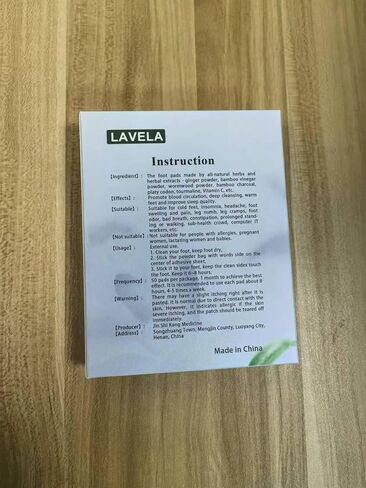 LAVELA
Instruction
[Ingredient] : The foot pads made by all-natural herbs and
herbal extracts - ginger powder, bamboo vinegar
powder, wormwood powder, bamboo charcoal,
platy codon, tourmaline, Vitamin C, etc.
[Effects] : Promote blood circulation, deep cleansing, warm
feet and improve sleep quality.
[Suitable] : Suitable for cold feet, insomnia, headache, foot
swelling and pain, leg numb, leg cramps, foot
odor, bad breath, constipation, prolonged stand-
ing or walking, sub-health crowd, computer IT
workers, etc.
[Not suitable] : Not suitable for people with allergies, pregnant
women, lactating women and babies.
[Usage] : External use.
1. Clean your foot, keep foot dry,
2. Stick the powder bag with words side on the
center of adhesive sheet,
3. Stick it to your feet, keep the clean sidex touch
the foot. Keep it 6~8 hours.
[Frequency] 50 pads per package, 1 month to achieve the best
effect. It is recommended to use each pad about 8
hours, 4-5 times a week.
[Warning] : There may have a slight itching right after it is
pasted. It is normal due to direct contact with the
skin. However, it indicates allergic if the skin
severe itching, and the patch should be teared off
immediately.
[Producer] : Jin Shi Kang Medicine
[Address] : Songzhuang Town, Mengjin County, Luoyang City,
Henan, China
Made in China